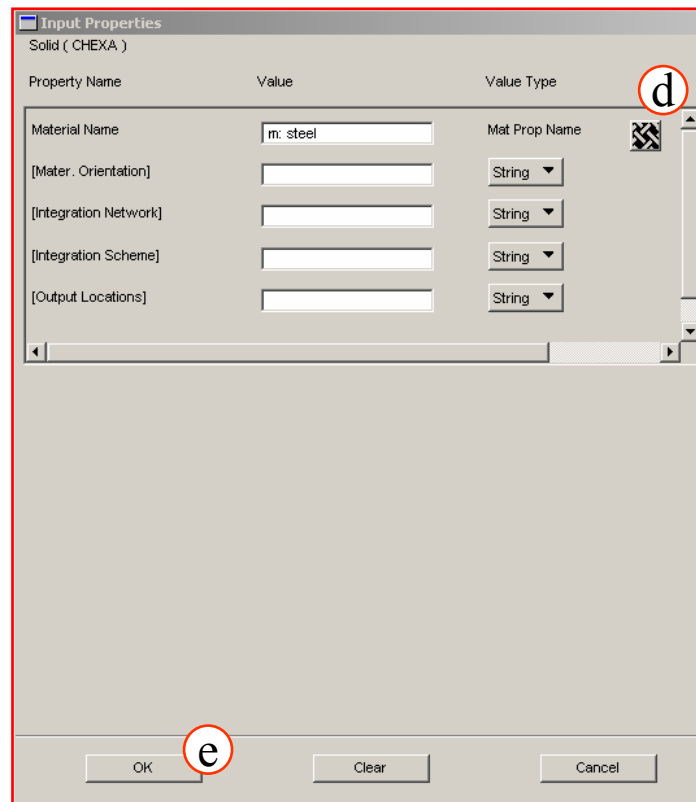 Input Properties
Solid ( CHEXA )
Property Name Value Value Type
d
Material Name m: steel Mat Prop Name
[Mater. Orientation] String
[Integration Network] String
[Integration Scheme] String
[Output Locations] String
e
OK Clear Cancel